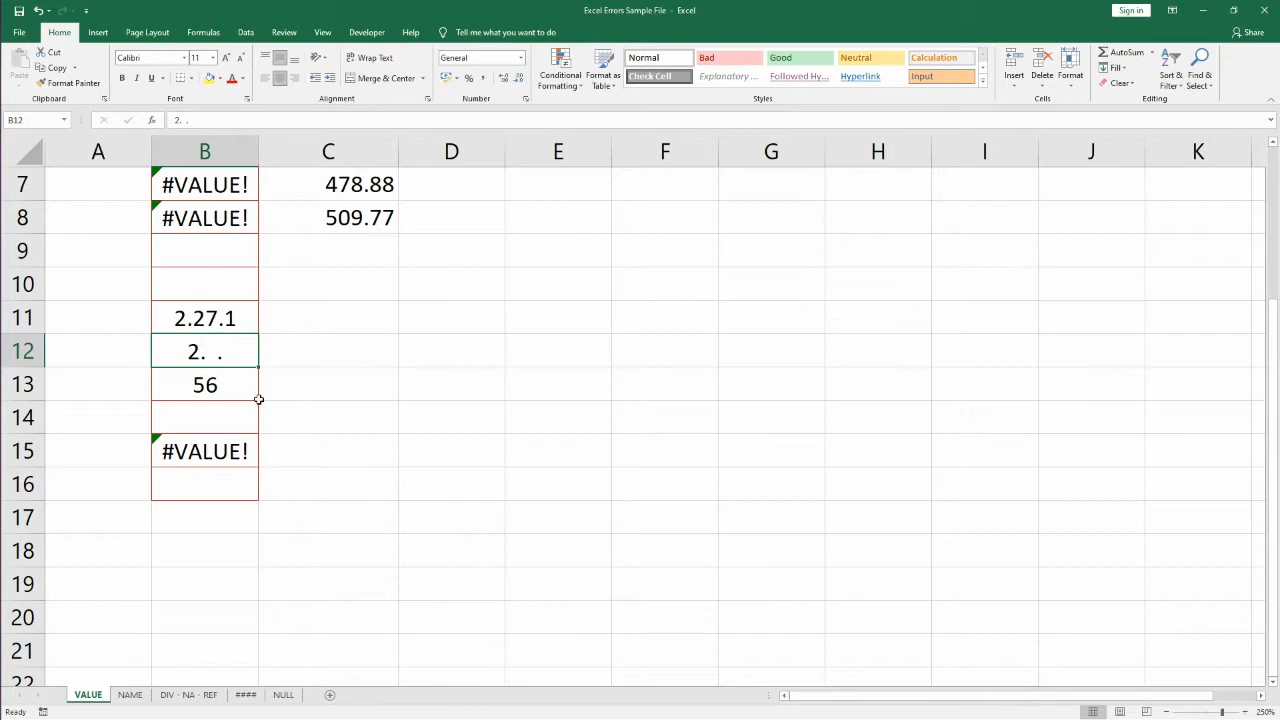 Excel Errors Sample File - Excel
Sign in
File Home Insert Page Layout Formulas Data Review View Developer Help Tell me what you want to do Share
Paste
Cut
Copy
Format Painter
Clipboard
Calibri 11
B I U
Font
ab
Wrap Text
Merge & Center
Alignment
General
$ % ,
Number
Conditional Formatting
Format as Table
Normal Bad Good Neutral Calculation
Check Cell Explanatory ... Followed Hy... Hyperlink Input
Styles
Insert Delete Format
Cells
AutoSum
Fill
Clear
Sort & Filter
Find & Select
Editing
B12 fx 2. .
A B C D E F G H I J K
7 #VALUE! 478.88
8 #VALUE! 509.77
9
10
11 2.27.1
12 2. .
13 56
14
15 #VALUE!
16
17
18
19
20
21
22
VALUE NAME DIV - NA - REF #### NULL
Ready 250%